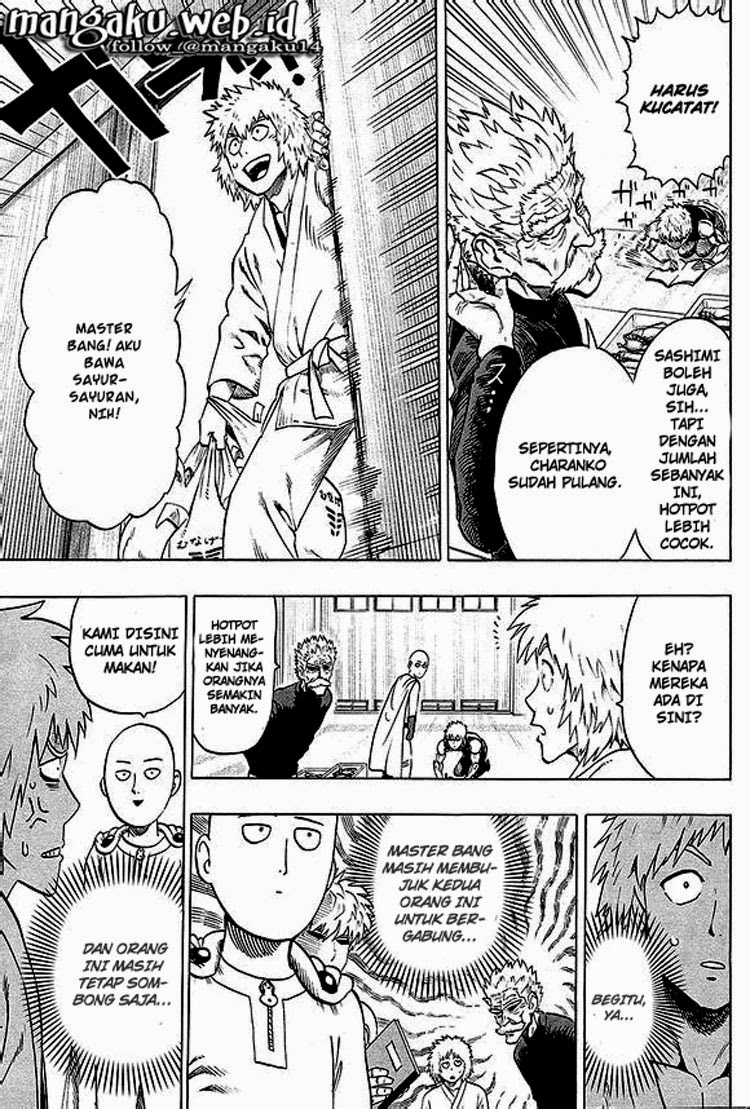 mangaku.web.id
follow @mangaku14
HARUS
KUCATAT!
SASHIMI
BOLEH
JUGA,
SIH...
TAPI
DENGAN
JUMLAH
SEBANYAK
INI,
HOTPOT
LEBIH
COCOK.
SEPERTINYA,
CHARANKO
SUDAH PULANG.
MASTER
BANG! AKU
BAWA
SAYUR-
SAYURAN,
NIH!
むなげ
EH?
KENAPA
MEREKA
ADA DI
SINI?
HOTPOT
LEBIH ME-
NYENANG-
KAN JIKA
ORANGNYA
SEMAKIN
BANYAK.
KAMI DISINI
CUMA UNTUK
MAKAN!
BEGITU,
YA...
MASTER BANG
MASIH MEMBU-
JUK KEDUA
ORANG INI
UNTUK BER-
GABUNG...
DAN ORANG
INI MASIH
TETAP SOM-
BONG SAJA...